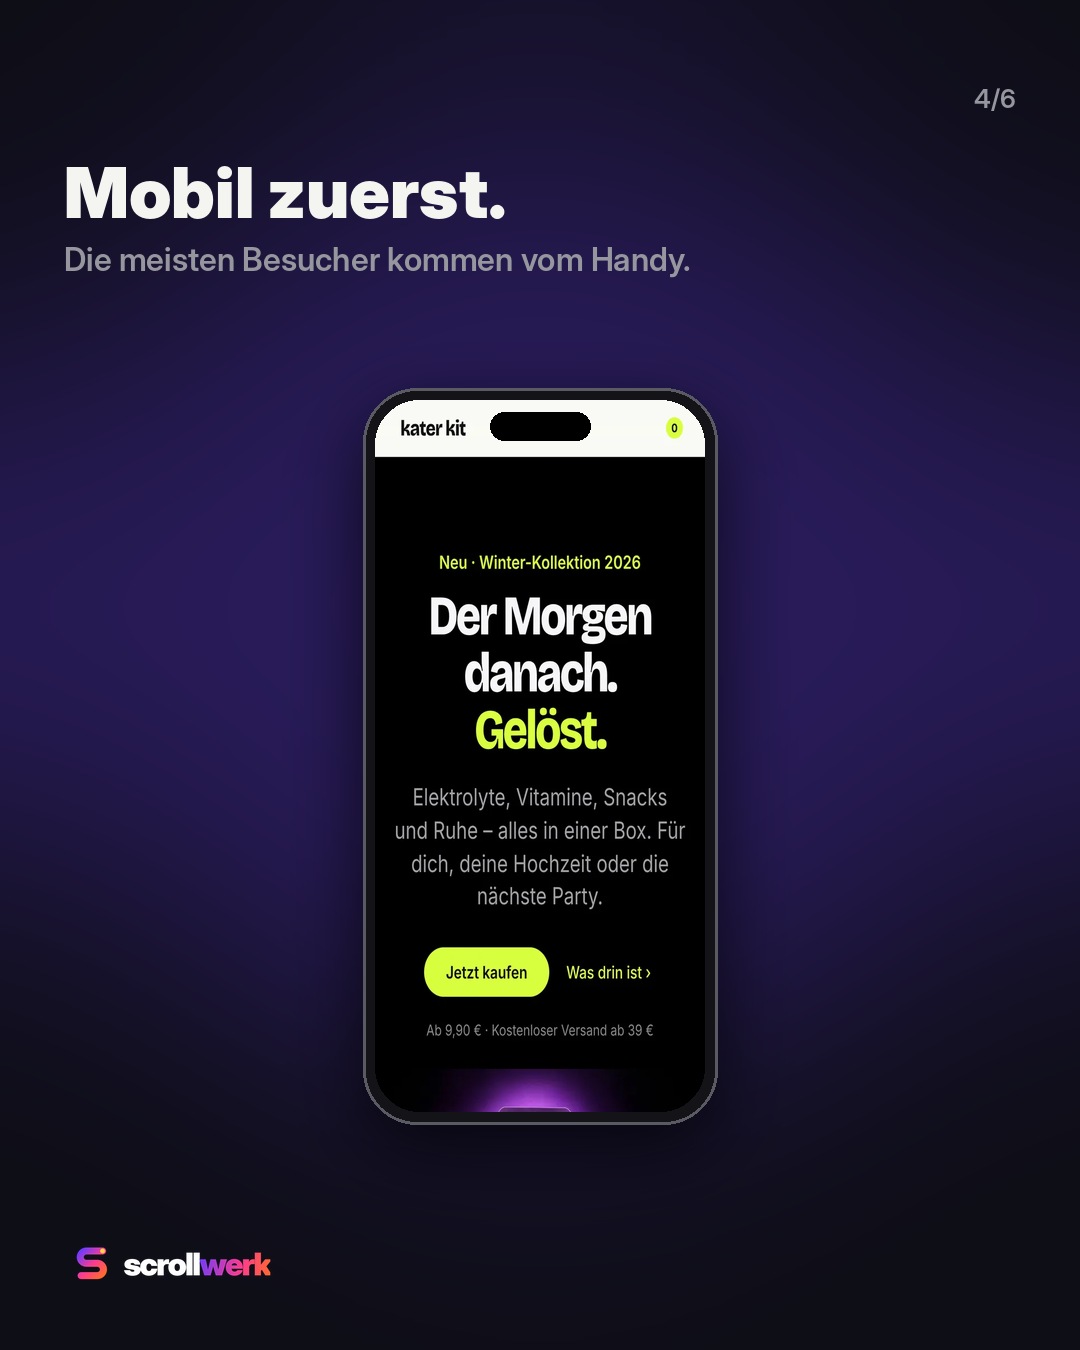 4/6
Mobil zuerst.
Die meisten Besucher kommen vom Handy.
kater kit
0
Neu · Winter-Kollektion 2026
Der Morgen
danach.
Gelöst.
Elektrolyte, Vitamine, Snacks
und Ruhe – alles in einer Box. Für
dich, deine Hochzeit oder die
nächste Party.
Jetzt kaufen
Was drin ist ›
Ab 9,90 € · Kostenloser Versand ab 39 €
scrollwerk